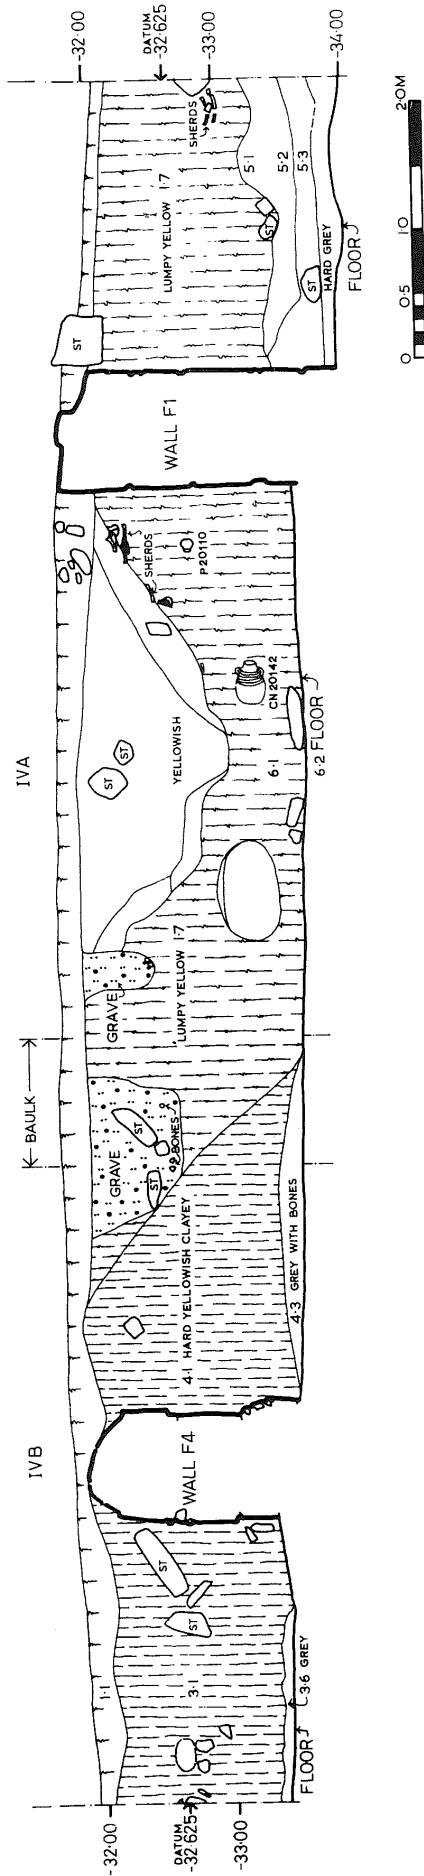 IVB
IVA
BAULK
-32·00
DATUM
-32·625
-33·00
1·1
3·1
ST
ST
FLOOR
3·6 GREY
WALL F4
4·1 HARD YELLOWISH CLAYEY
4·3 GREY WITH BONES
GRAVE
ST
ST
BONES
GRAVE
LUMPY YELLOW 1·7
YELLOWISH
ST
ST
6·1
6·2 FLOOR
CN 20142
P20110
SHERDS
WALL F1
ST
LUMPY YELLOW 1·7
SHERDS
5·1
5·2
5·3
ST
ST
HARD GREY
FLOOR
-32·00
DATUM
-32·625
-33·00
-34·00
0
0·5
1·0
2·0M